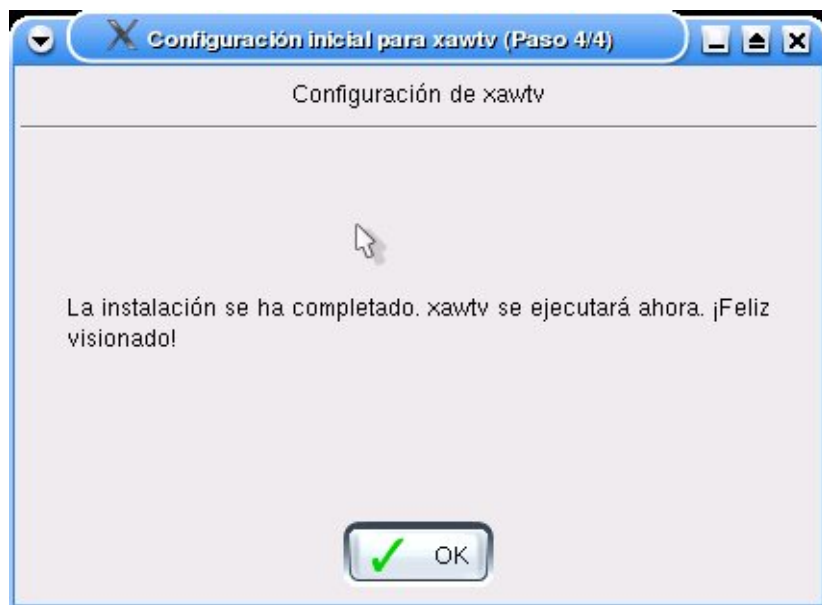 Configuración inicial para xawtv (Paso 4/4)
Configuración de xawtv
La instalación se ha completado. xawtv se ejecutará ahora. ¡Feliz
visionado!
OK